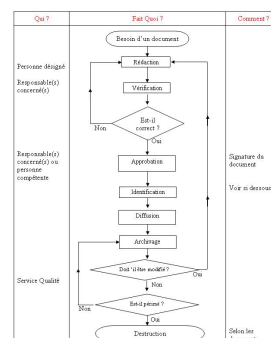 Qui ?
Fait Quoi ?
Comment ?
Besoin d'un document
Personne désigné
Rédaction
Responsable(s)
concerné(s)
Vérification
Est-il
correct ?
Non
Oui
Responsable(s)
concerné(s) ou
personne
compétente
Approbation
Signature du
document
Identification
Voir si dessous
Diffusion
Archivage
Doit il être modifié ?
Oui
Non
Service Qualité
Est-il périmé ?
Non
Oui
Destruction
Selon les